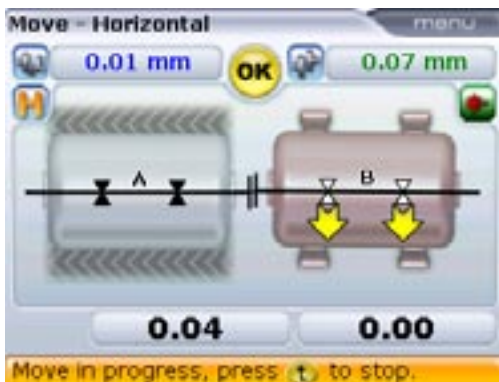 Move - Horizontal
menu
0.01 mm
OK
0.07 mm
M
A
B
0.04
0.00
Move in progress, press to stop.